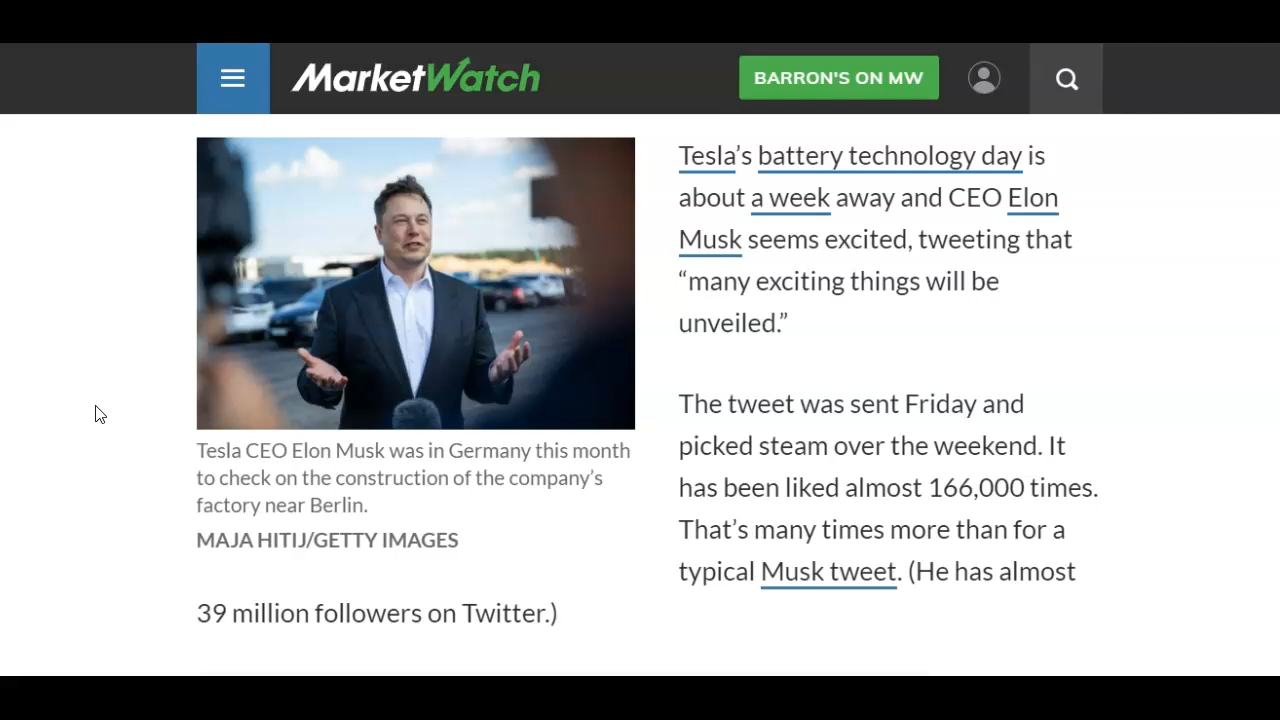 MarketWatch
BARRON'S ON MW
Tesla's battery technology day is
about a week away and CEO Elon
Musk seems excited, tweeting that
“many exciting things will be
unveiled.”
The tweet was sent Friday and
picked steam over the weekend. It
has been liked almost 166,000 times.
That’s many times more than for a
typical Musk tweet. (He has almost
39 million followers on Twitter.)
Tesla CEO Elon Musk was in Germany this month
to check on the construction of the company’s
factory near Berlin.
MAJA HITIJ/GETTY IMAGES